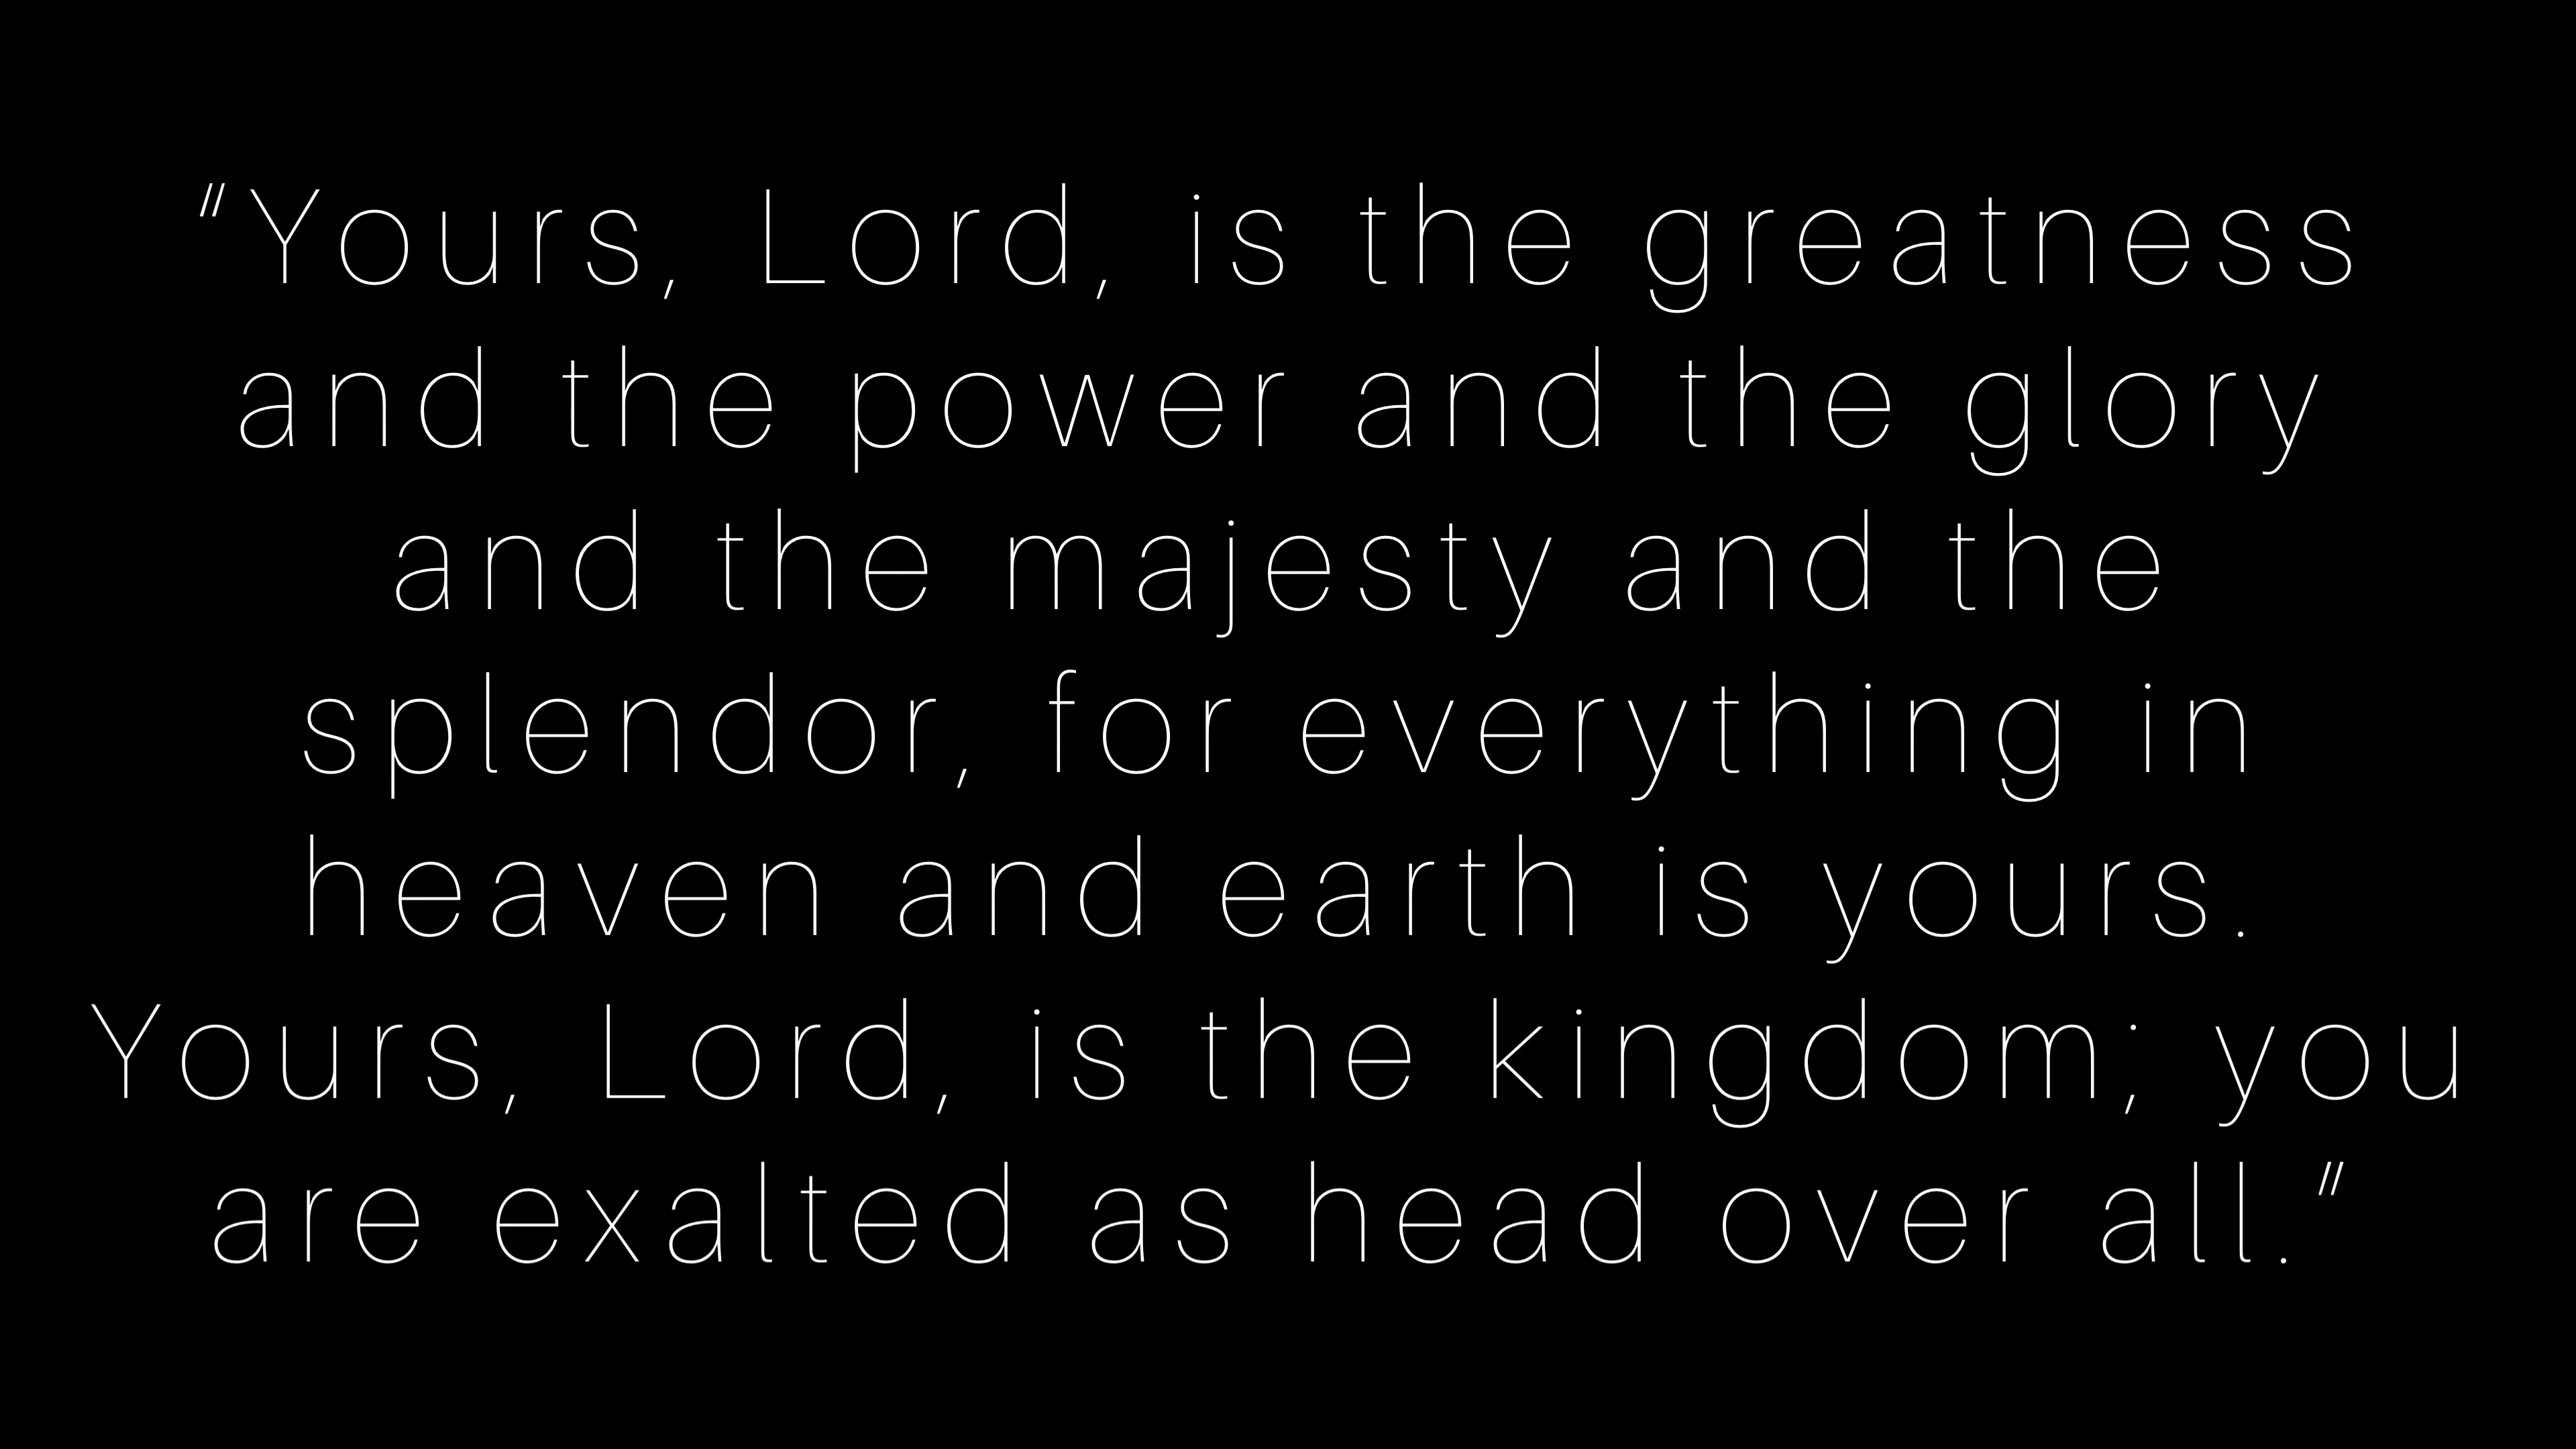 "Yours, Lord, is the greatness
and the power and the glory
and the majesty and the
splendor, for everything in
heaven and earth is yours.
Yours, Lord, is the kingdom; you
are exalted as head over all."